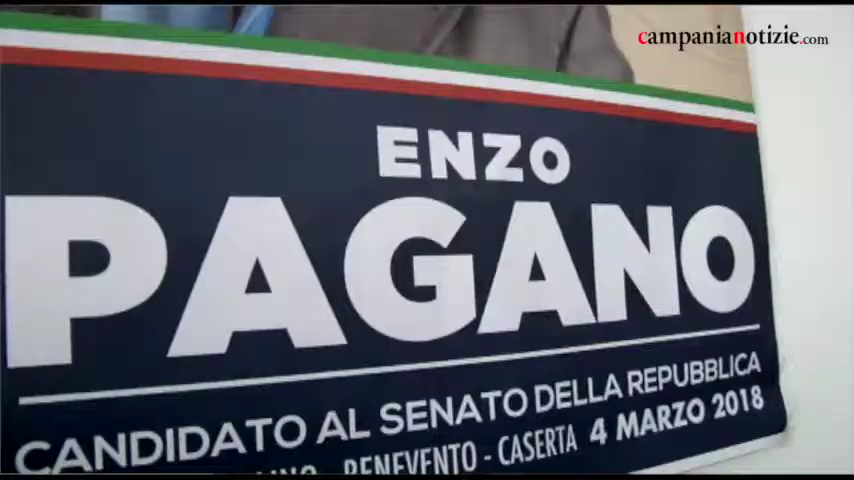 campanianotizie.com
ENZO
PAGANO
CANDIDATO AL SENATO DELLA REPUBBLICA
- BENEVENTO - CASERTA 4 MARZO 2018